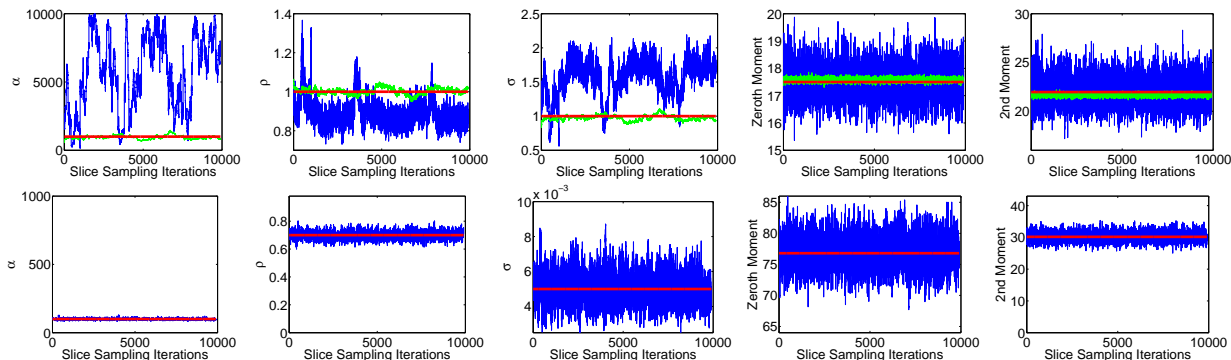 10000
5000
0
0 5000 10000
α
Slice Sampling Iterations
1.4
1.2
1
0.8
0 5000 10000
ρ
Slice Sampling Iterations
2.5
2
1.5
1
0.5
0 5000 10000
σ
Slice Sampling Iterations
20
19
18
17
16
15
0 5000 10000
Zeroth Moment
Slice Sampling Iterations
30
28
26
24
22
20
0 5000 10000
2nd Moment
Slice Sampling Iterations
1000
500
0
0 5000 10000
α
Slice Sampling Iterations
0.8
0.6
0.4
0.2
0
0 5000 10000
ρ
Slice Sampling Iterations
x 10⁻³
10
8
6
4
0 5000 10000
σ
Slice Sampling Iterations
85
80
75
70
65
0 5000 10000
Zeroth Moment
Slice Sampling Iterations
40
30
20
10
0
0 5000 10000
2nd Moment
Slice Sampling Iterations